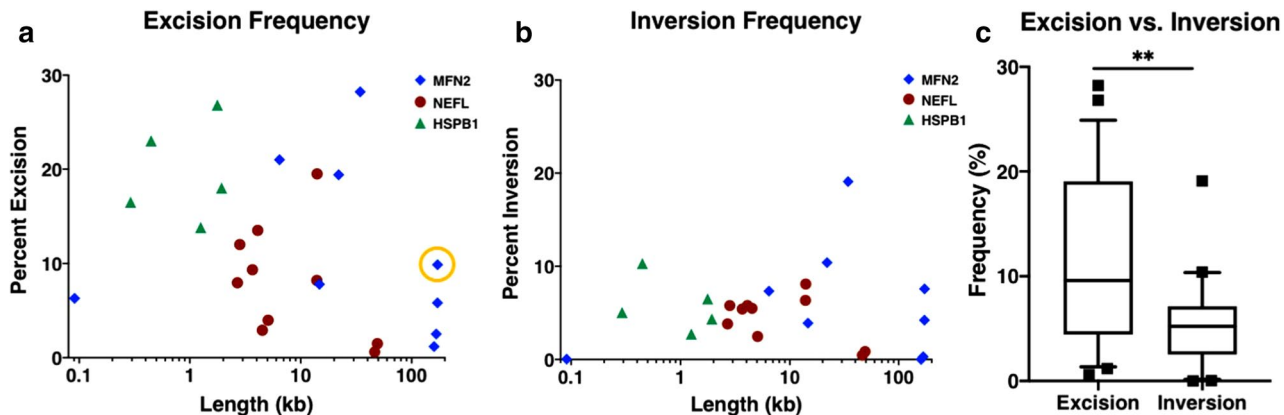 a
Excision Frequency
Percent Excision
30
20
10
0
0.1 1 10 100
Length (kb)
MFN2
NEFL
HSPB1
b
Inversion Frequency
Percent Inversion
30
20
10
0
0.1 1 10 100
Length (kb)
MFN2
NEFL
HSPB1
c
Excision vs. Inversion
**
Frequency (%)
30
20
10
0
Excision Inversion